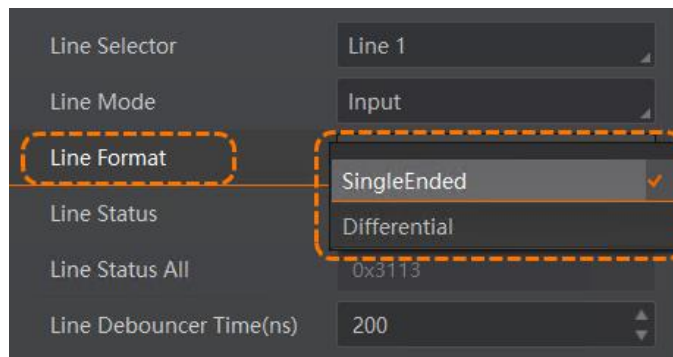 Line Selector Line 1
Line Mode Input
Line Format
SingleEnded
Line Status
Differential
Line Status All 0x3113
Line Debouncer Time(ns) 200